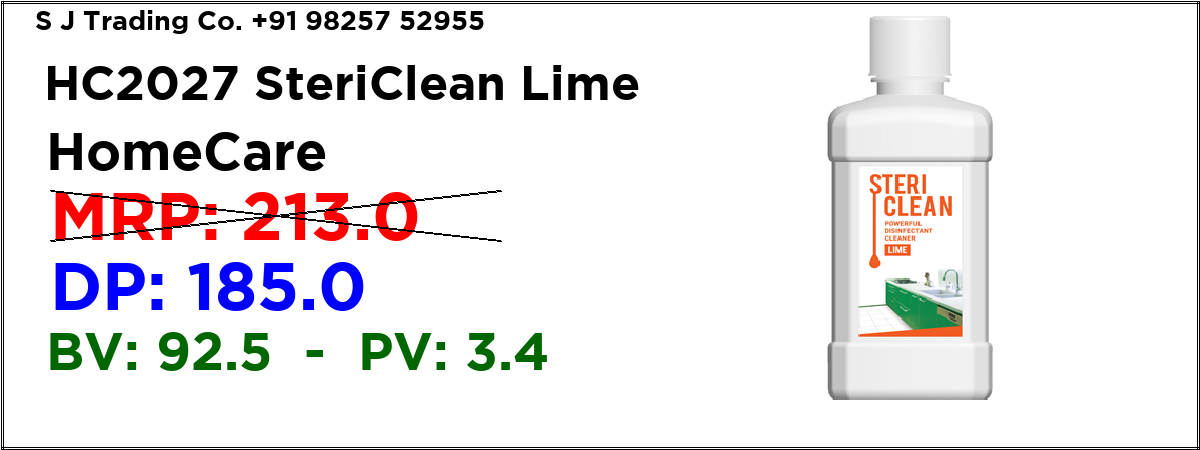 S J Trading Co. +91 98257 52955
HC2027 SteriClean Lime
HomeCare
MRP: 213.0
DP: 185.0
BV: 92.5 - PV: 3.4
STERI
CLEAN
POWERFUL
DISINFECTANT
CLEANER
LIME